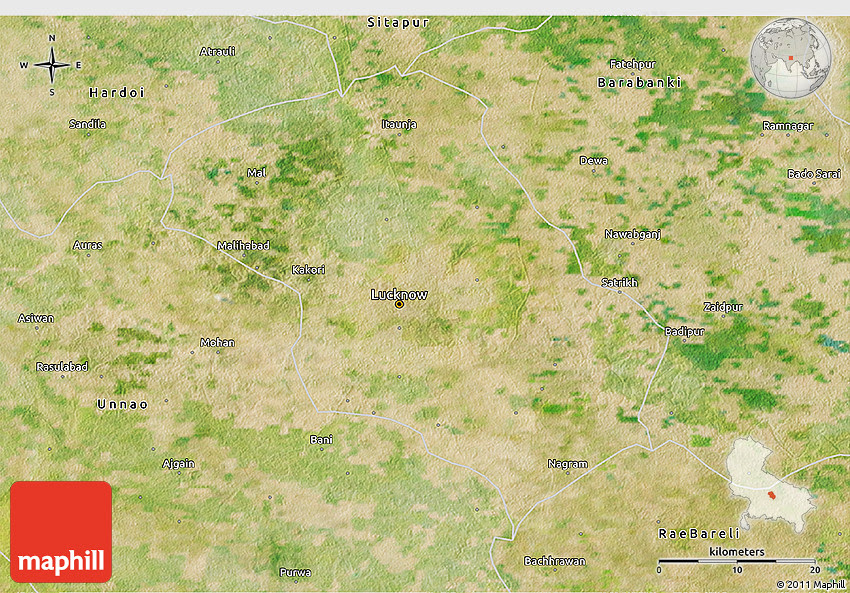 Sitapur
N
Atrauli
W E
Fatehpur
S
Hardoi
Barabanki
Sandila
Itaunja
Ramnagar
Dewa
Mal
Bado Sarai
Nawabganj
Auras
Malihabad
Kakori
Satrikh
Lucknow
Zaidpur
Asiwan
Badipur
Mohan
Rasulabad
Unnao
Bani
Ajgain
Nagram
RaeBareli
maphill
kilometers
Bachhrawan
0 10 20
Purwa
© 2011 Maphill